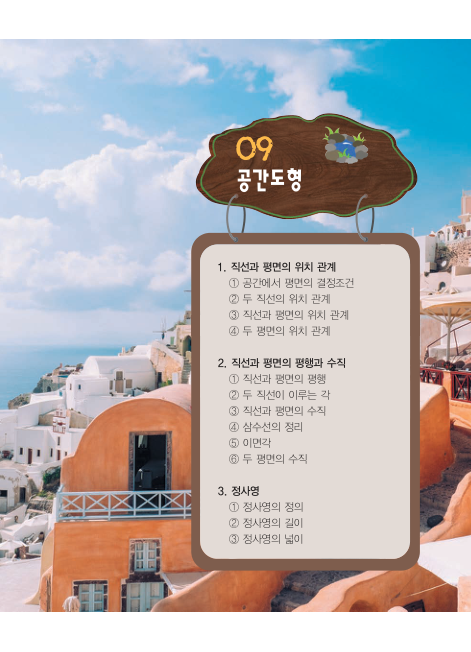 09
공간도형
1. 직선과 평면의 위치 관계
① 공간에서 평면의 결정조건
② 두 직선의 위치 관계
③ 직선과 평면의 위치 관계
④ 두 평면의 위치 관계
2. 직선과 평면의 평행과 수직
① 직선과 평면의 평행
② 두 직선이 이루는 각
③ 직선과 평면의 수직
④ 삼수선의 정리
⑤ 이면각
⑥ 두 평면의 수직
3. 정사영
① 정사영의 정의
② 정사영의 길이
③ 정사영의 넓이